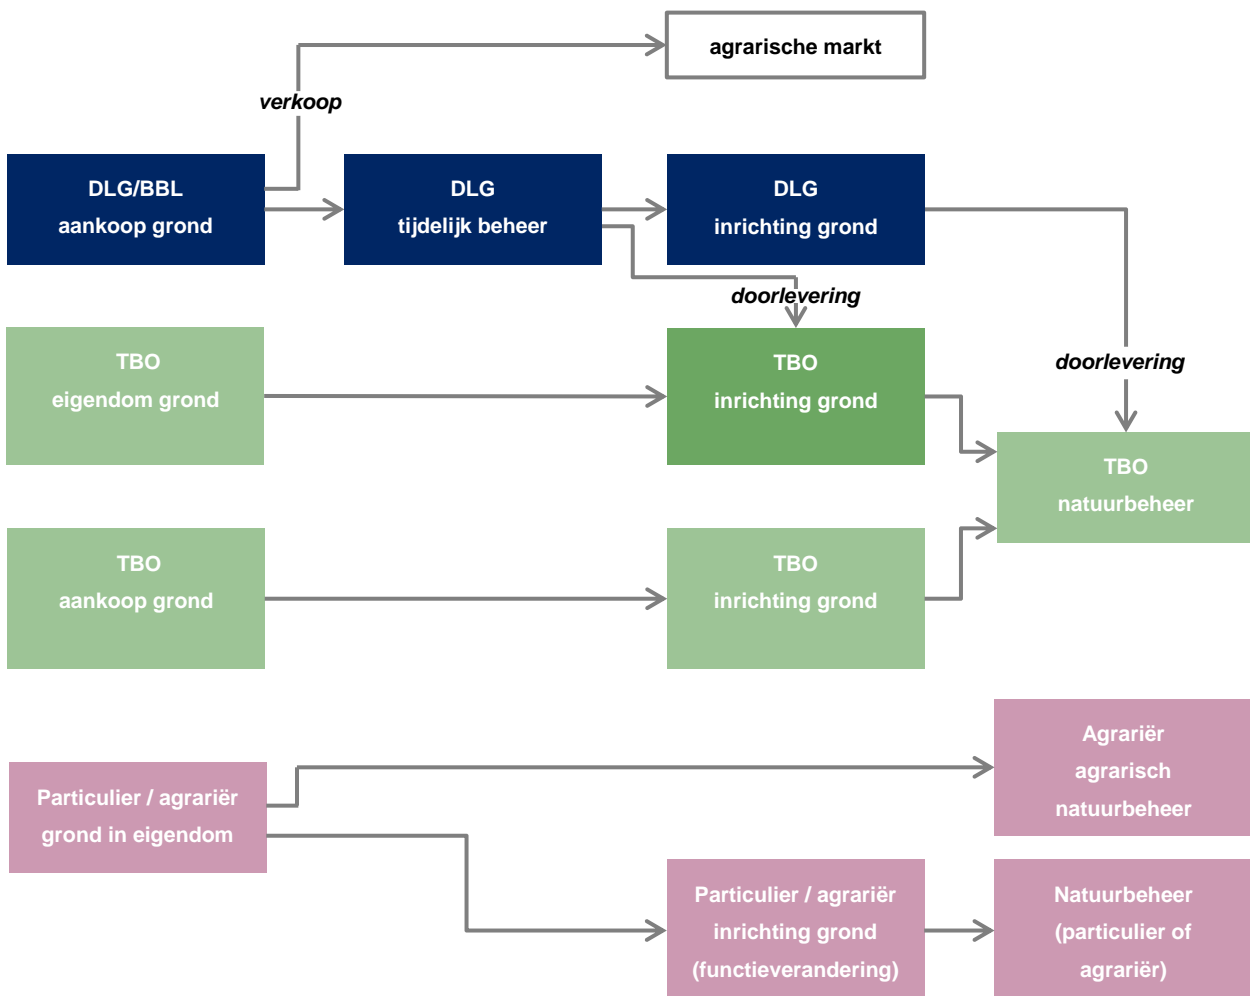 agrarische markt
verkoop
DLG/BBL
aankoop grond
DLG
tijdelijk beheer
DLG
inrichting grond
doorlevering
TBO
eigendom grond
TBO
inrichting grond
doorlevering
TBO
natuurbeheer
TBO
aankoop grond
TBO
inrichting grond
Agrariër
agrarisch
natuurbeheer
Particulier / agrariër
grond in eigendom
Particulier / agrariër
inrichting grond
(functieverandering)
Natuurbeheer
(particulier of
agrariër)